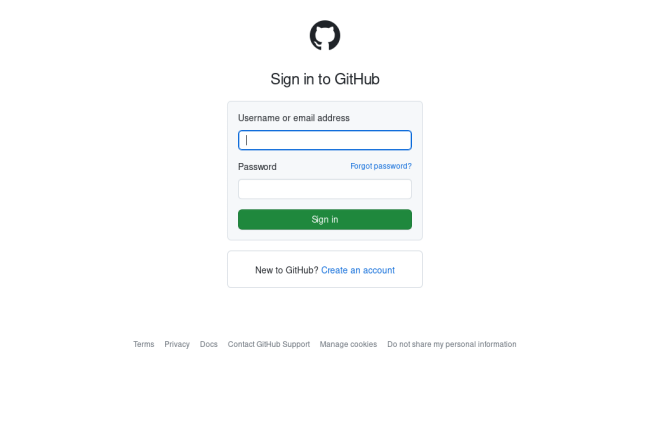 Sign in to GitHub
Username or email address
Password Forgot password?
Sign in
New to GitHub? Create an account
Terms Privacy Docs Contact GitHub Support Manage cookies Do not share my personal information